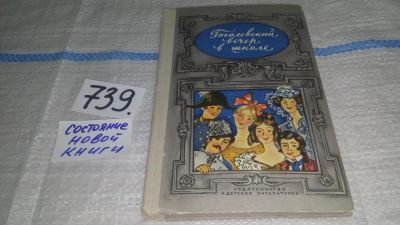 739.
СОСТОЯНИЕ
НОВОЙ
КНИГИ
Гоголевский
вечер
в школе
ИЗДАТЕЛЬСТВО
«ДЕТСКАЯ ЛИТЕРАТУРА»